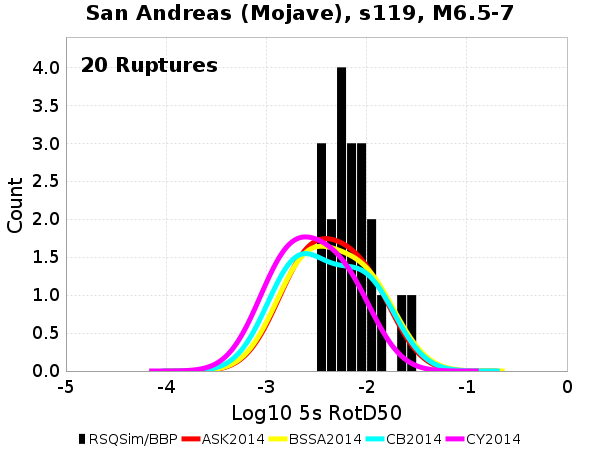 San Andreas (Mojave), s119, M6.5-7
20 Ruptures
Count
4.0
3.5
3.0
2.5
2.0
1.5
1.0
0.5
0.0
-5 -4 -3 -2 -1 0
Log10 5s RotD50
RSQSim/BBP ASK2014 BSSA2014 CB2014 CY2014